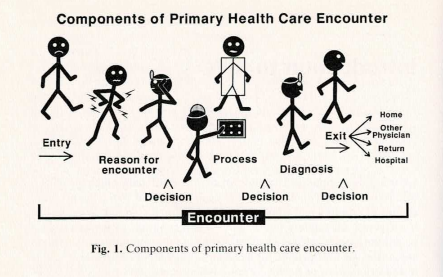 Components of Primary Health Care Encounter
Entry
Reason for
encounter
Process
Diagnosis
Exit
Home
Other
Physician
Return
Hospital
Decision
Decision
Decision
Encounter
Fig. 1. Components of primary health care encounter.